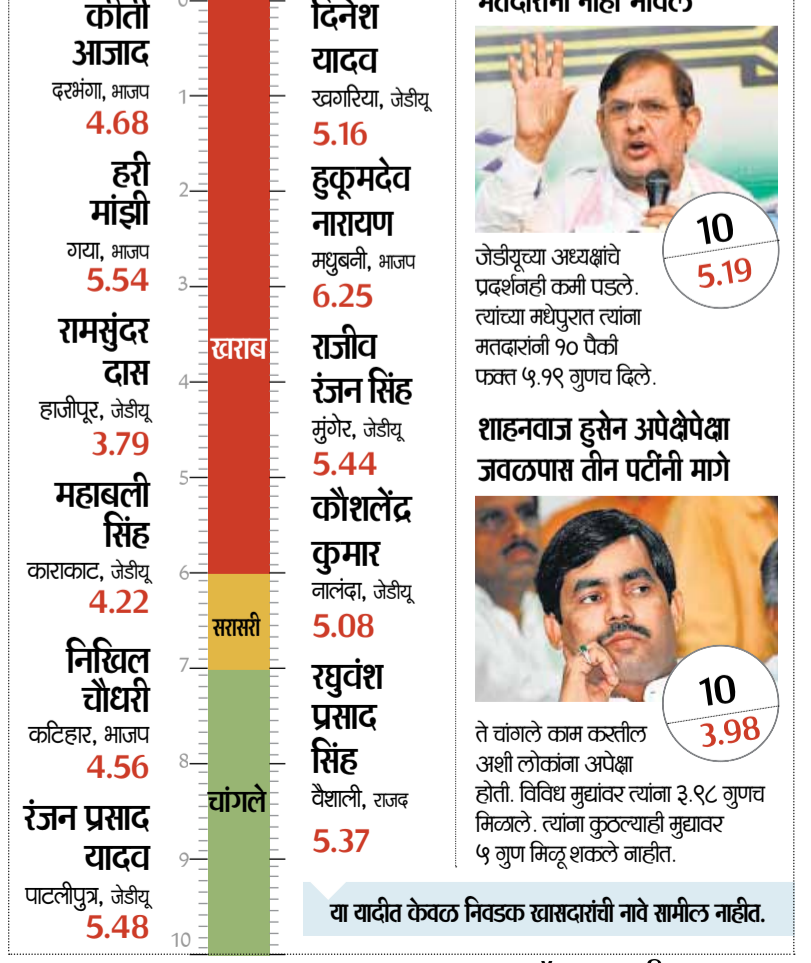 कीर्ती
आजाद
दरभंगा, भाजप
4.68
हरी
मांझी
गया, भाजप
5.54
रामसुंदर
दास
हाजीपूर, जेडीयू
3.79
महाबली
सिंह
काराकाट, जेडीयू
4.22
निखिल
चौधरी
कटिहार, भाजप
4.56
रंजन प्रसाद
यादव
पाटलीपुत्र, जेडीयू
5.48
0
1
2
3
खराब
4
5
6
सरासरी
7
8
चांगले
9
10
दिनेश
यादव
खगरिया, जेडीयू
5.16
हुकूमदेव
नारायण
मधुबनी, भाजप
6.25
राजीव
रंजन सिंह
मुंगेर, जेडीयू
5.44
कौशलेंद्र
कुमार
नालंदा, जेडीयू
5.08
रघुवंश
प्रसाद
सिंह
वैशाली, राजद
5.37
10
5.19
जेडीयूच्या अध्यक्षांचे
प्रदर्शनही कमी पडले.
त्यांच्या मधेपुरात त्यांना
मतदारांनी १० पैकी
फक्त ५.१९ गुणच दिले.
शाहनवाज हुसेन अपेक्षेपेक्षा
जवळपास तीन पटींनी मागे
10
3.98
ते चांगले काम करतील
अशी लोकांना अपेक्षा
होती. विविध मुद्यांवर त्यांना ३.९८ गुणच
मिळाले. त्यांना कुठल्याही मुद्यावर
५ गुण मिळू शकले नाहीत.
या यादीत केवळ निवडक खासदारांची नावे सामील नाहीत.